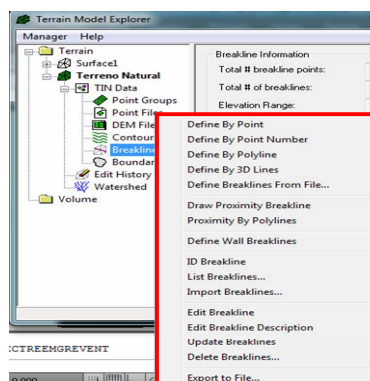 Terrain Model Explorer
Manager Help
Terrain
Surface1
Terreno Natural
TIN Data
Point Groups
Point Files
DEM File
Contour
Breakline
Boundar
Edit History
Watershed
Volume
Breakline Information
Total # breakline points:
Total # of breaklines:
Elevation Range:
Define By Point
Define By Point Number
Define By Polyline
Define By 3D Lines
Define Breaklines From File...
Draw Proximity Breakline
Proximity By Polylines
Define Wall Breaklines
ID Breakline
List Breaklines...
Import Breaklines...
Edit Breakline
Edit Breakline Description
Update Breaklines
Delete Breaklines...
Export to File...
CTREEMGREVENT